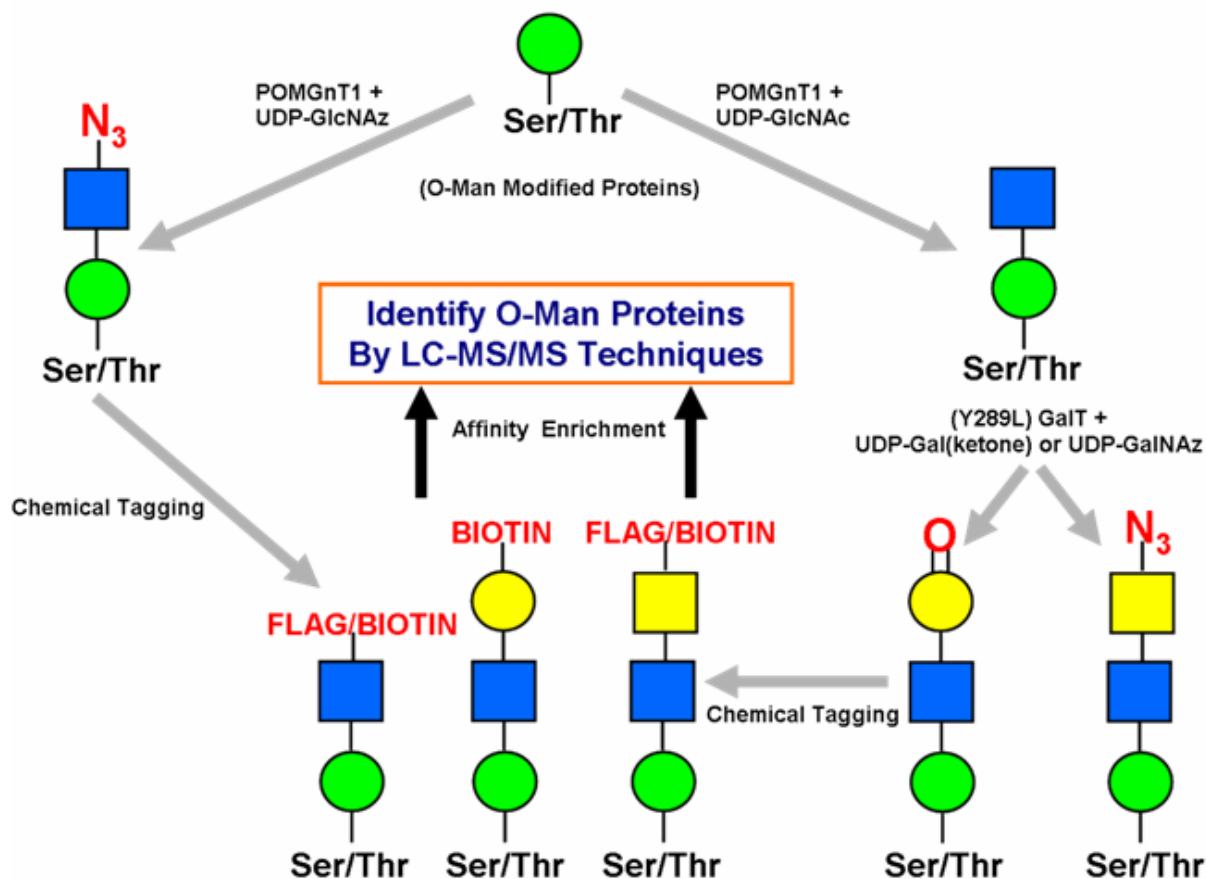 POMGnT1 +
UDP-GlcNAz
Ser/Thr
POMGnT1 +
UDP-GlcNAc
(O-Man Modified Proteins)
N3
Ser/Thr
Identify O-Man Proteins
By LC-MS/MS Techniques
Ser/Thr
Affinity Enrichment
(Y289L) GalT +
UDP-Gal(ketone) or UDP-GalNAz
Chemical Tagging
FLAG/BIOTIN
BIOTIN
FLAG/BIOTIN
O
N3
Chemical Tagging
Ser/Thr
Ser/Thr
Ser/Thr
Ser/Thr
Ser/Thr